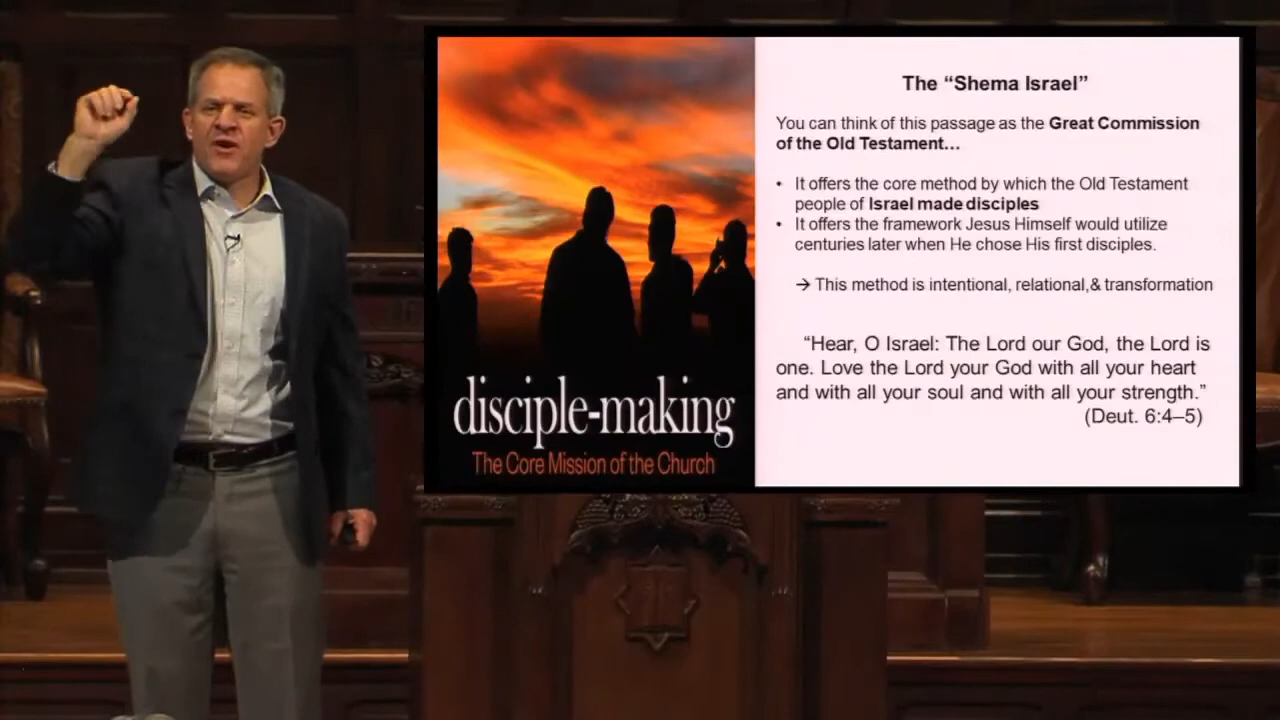 The “Shema Israel”
You can think of this passage as the Great Commission
of the Old Testament...
• It offers the core method by which the Old Testament
people of Israel made disciples
• It offers the framework Jesus Himself would utilize
centuries later when He chose His first disciples.
→ This method is intentional, relational,& transformation
“Hear, O Israel: The Lord our God, the Lord is
one. Love the Lord your God with all your heart
and with all your soul and with all your strength.”
(Deut. 6:4–5)
disciple-making
The Core Mission of the Church